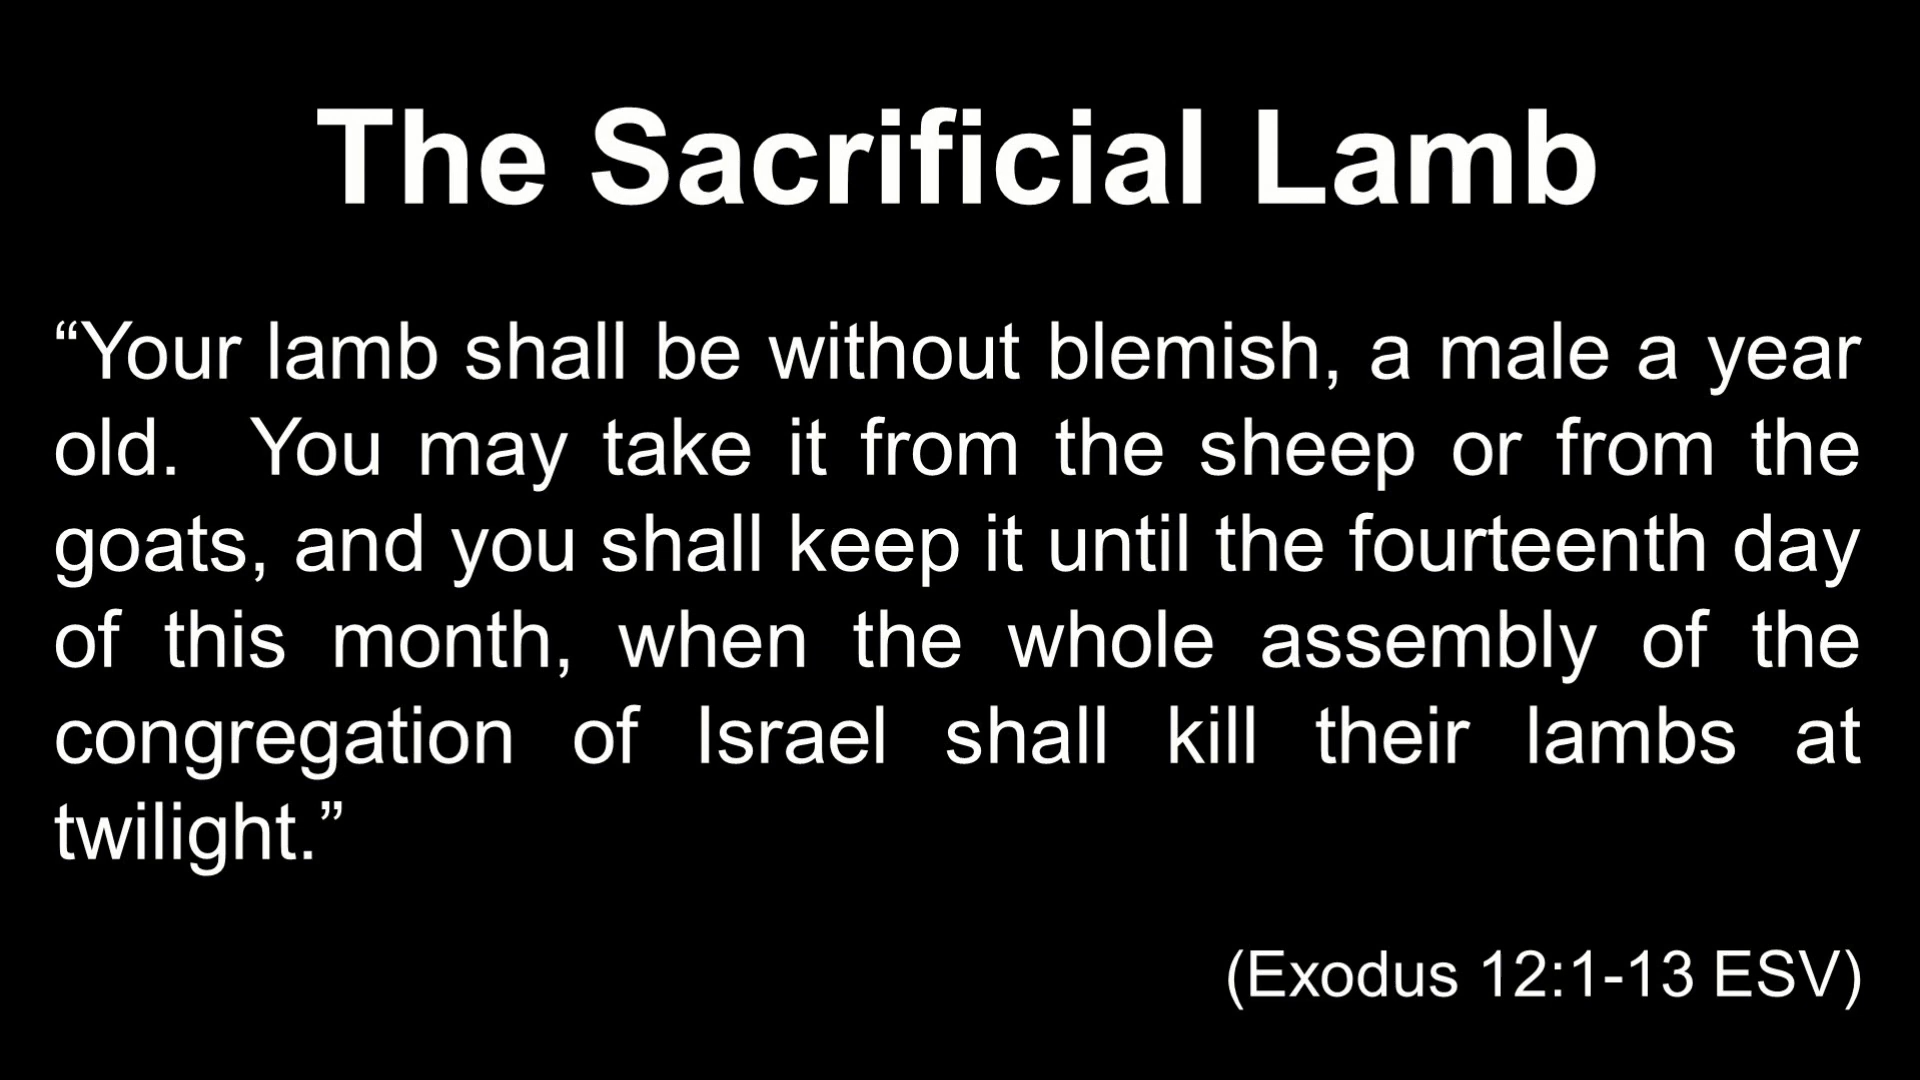 The Sacrificial Lamb
“Your lamb shall be without blemish, a male a year
old.  You may take it from the sheep or from the
goats, and you shall keep it until the fourteenth day
of this month, when the whole assembly of the
congregation of Israel shall kill their lambs at
twilight.”
(Exodus 12:1-13 ESV)